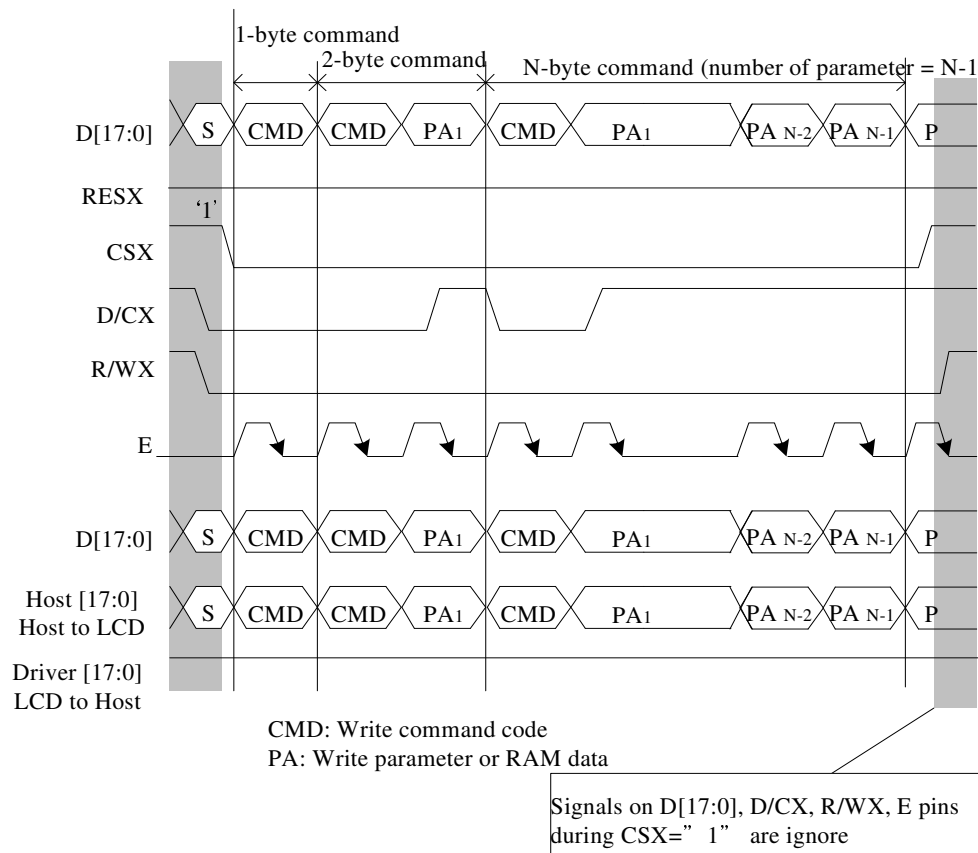 1-byte command
2-byte command
N-byte command (number of parameter = N-1
D[17:0] S CMD CMD PA1 CMD PA1 PA N-2 PA N-1 P
RESX
‘1’
CSX
D/CX
R/WX
E
D[17:0] S CMD CMD PA1 CMD PA1 PA N-2 PA N-1 P
Host [17:0]
Host to LCD
S CMD CMD PA1 CMD PA1 PA N-2 PA N-1 P
Driver [17:0]
LCD to Host
CMD: Write command code
PA: Write parameter or RAM data
Signals on D[17:0], D/CX, R/WX, E pins
during CSX=”1” are ignore